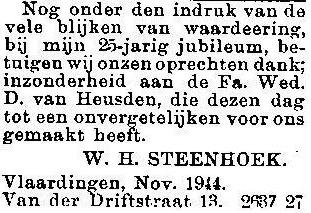 Nog onder den indruk van de
vele blijken van waardeering,
bij mijn 25-jarig jubileum, be-
tuigen wij onzen oprechten dank;
inzonderheid aan de Fa. Wed.
D. van Heusden, die dezen dag
tot een onvergetelijken voor ons
gemaakt heeft.
W. H. STEENHOEK.
Vlaardingen, Nov. 1944.
Van der Driftstraat 13. 2637 27